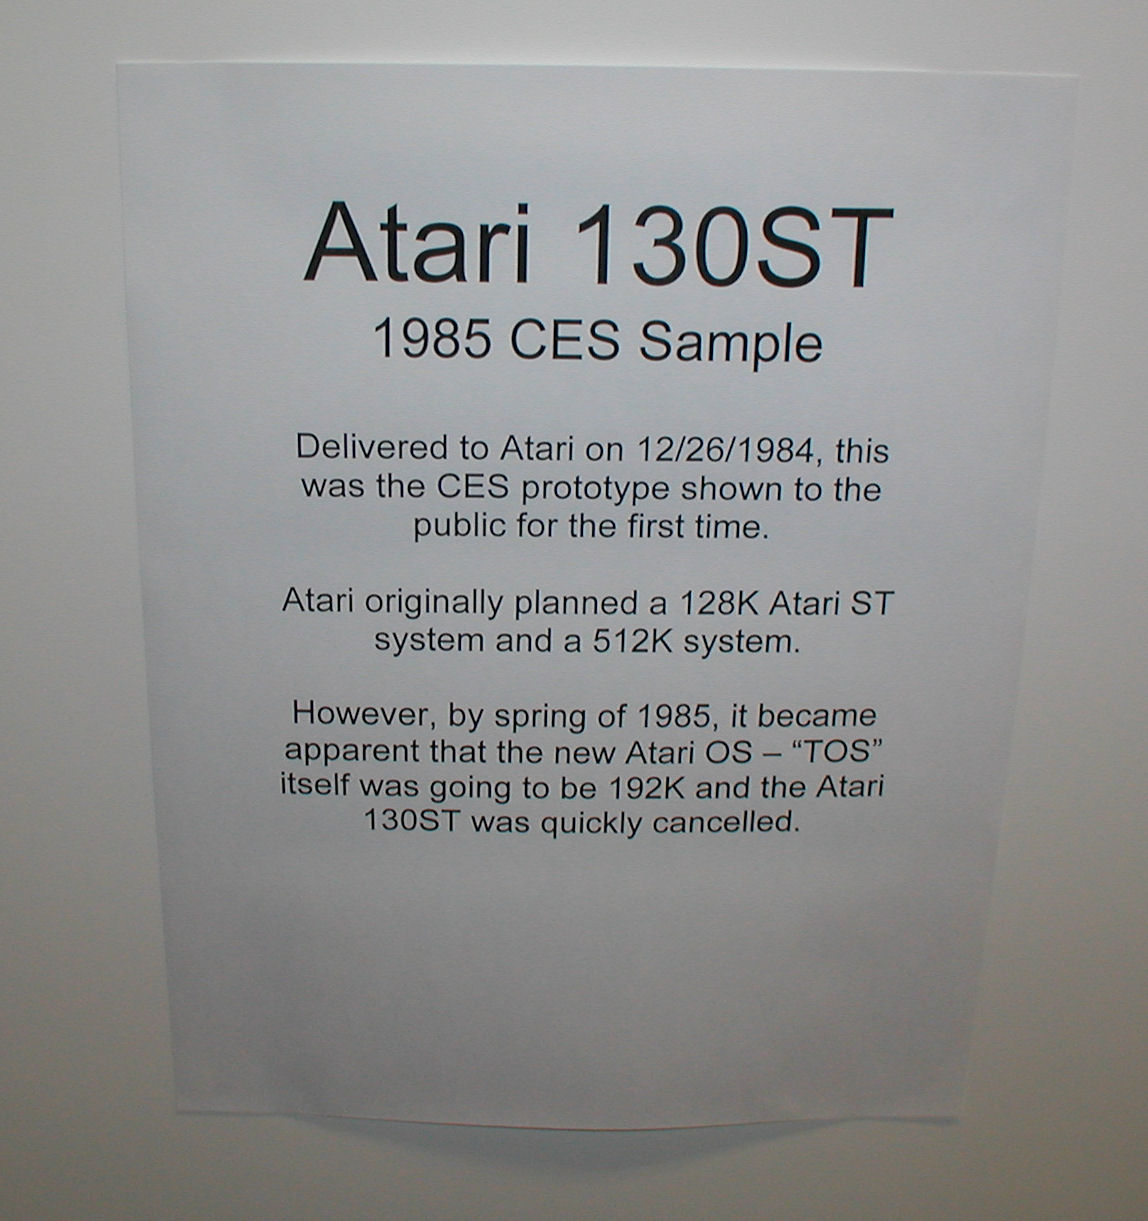 Atari 130ST
1985 CES Sample
Delivered to Atari on 12/26/1984, this
was the CES prototype shown to the
public for the first time.
Atari originally planned a 128K Atari ST
system and a 512K system.
However, by spring of 1985, it became
apparent that the new Atari OS – “TOS”
itself was going to be 192K and the Atari
130ST was quickly cancelled.